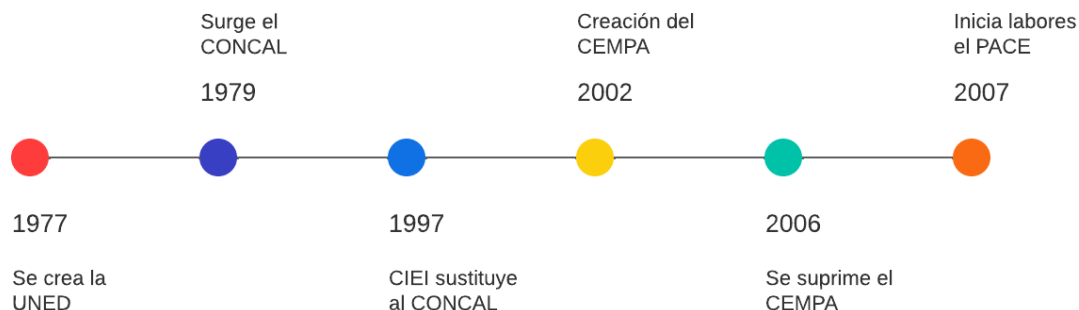 Surge el
CONCAL
1979
Creación del
CEMPA
2002
Inicia labores
el PACE
2007
1977
Se crea la
UNED
1997
CIEI sustituye
al CONCAL
2006
Se suprime el
CEMPA